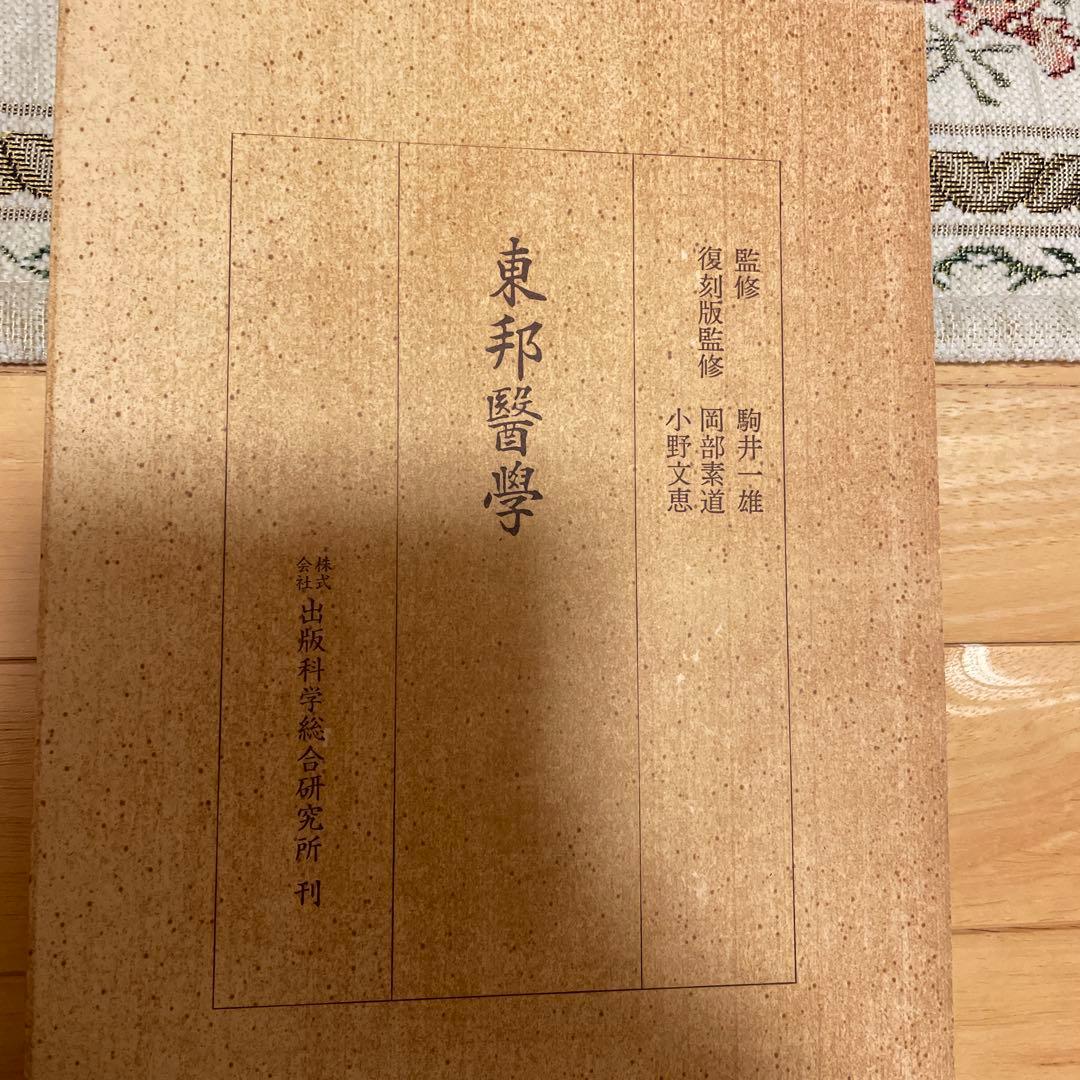 監修 駒井一雄
復刻版監修 岡部素道
小野文恵
東邦醫學
株式会社 出版科学総合研究所 刊